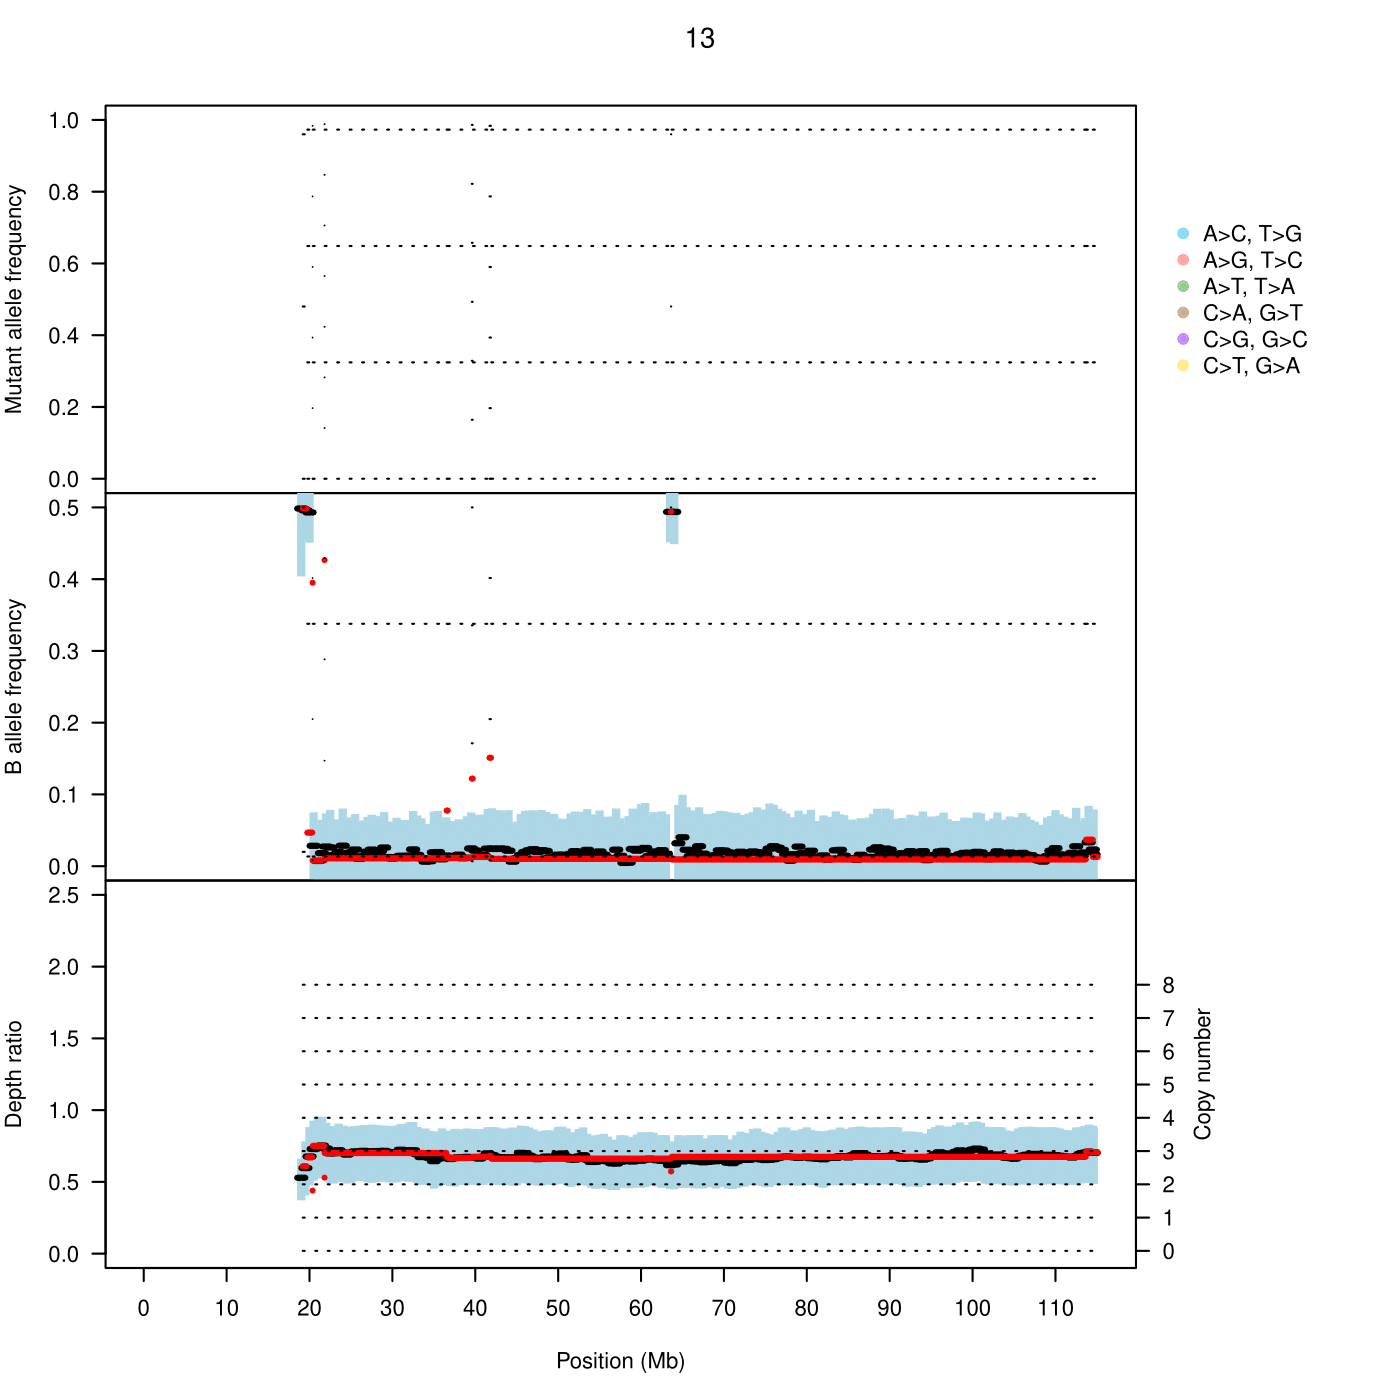 13
Mutant allele frequency
1.0
0.8
0.6
0.4
0.2
0.0
A>C, T>G
A>G, T>C
A>T, T>A
C>A, G>T
C>G, G>C
C>T, G>A
B allele frequency
0.5
0.4
0.3
0.2
0.1
0.0
Depth ratio
2.5
2.0
1.5
1.0
0.5
0.0
8
7
6
5
4
3
2
1
0
Copy number
0 10 20 30 40 50 60 70 80 90 100 110
Position (Mb)